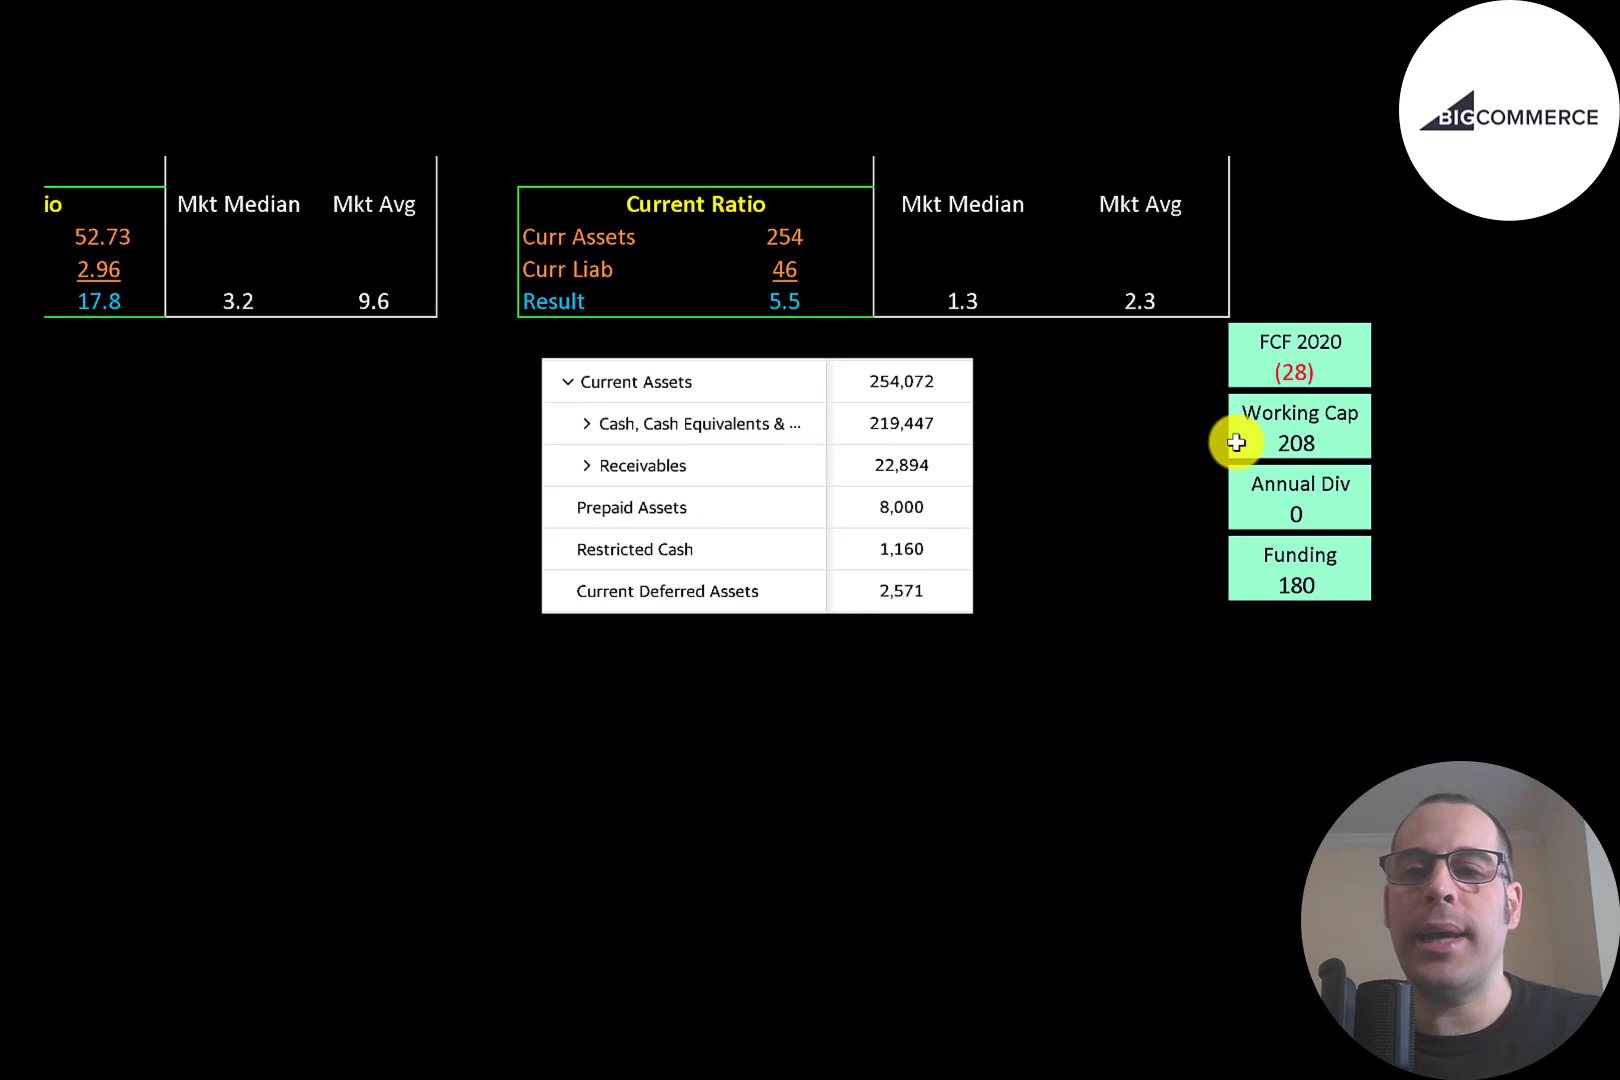 BIGCOMMERCE
io Mkt Median Mkt Avg
52.73
2.96
17.8 3.2 9.6
Current Ratio Mkt Median Mkt Avg
Curr Assets 254
Curr Liab 46
Result 5.5 1.3 2.3
Current Assets 254,072
Cash, Cash Equivalents & ... 219,447
Receivables 22,894
Prepaid Assets 8,000
Restricted Cash 1,160
Current Deferred Assets 2,571
FCF 2020
(28)
Working Cap
208
Annual Div
0
Funding
180